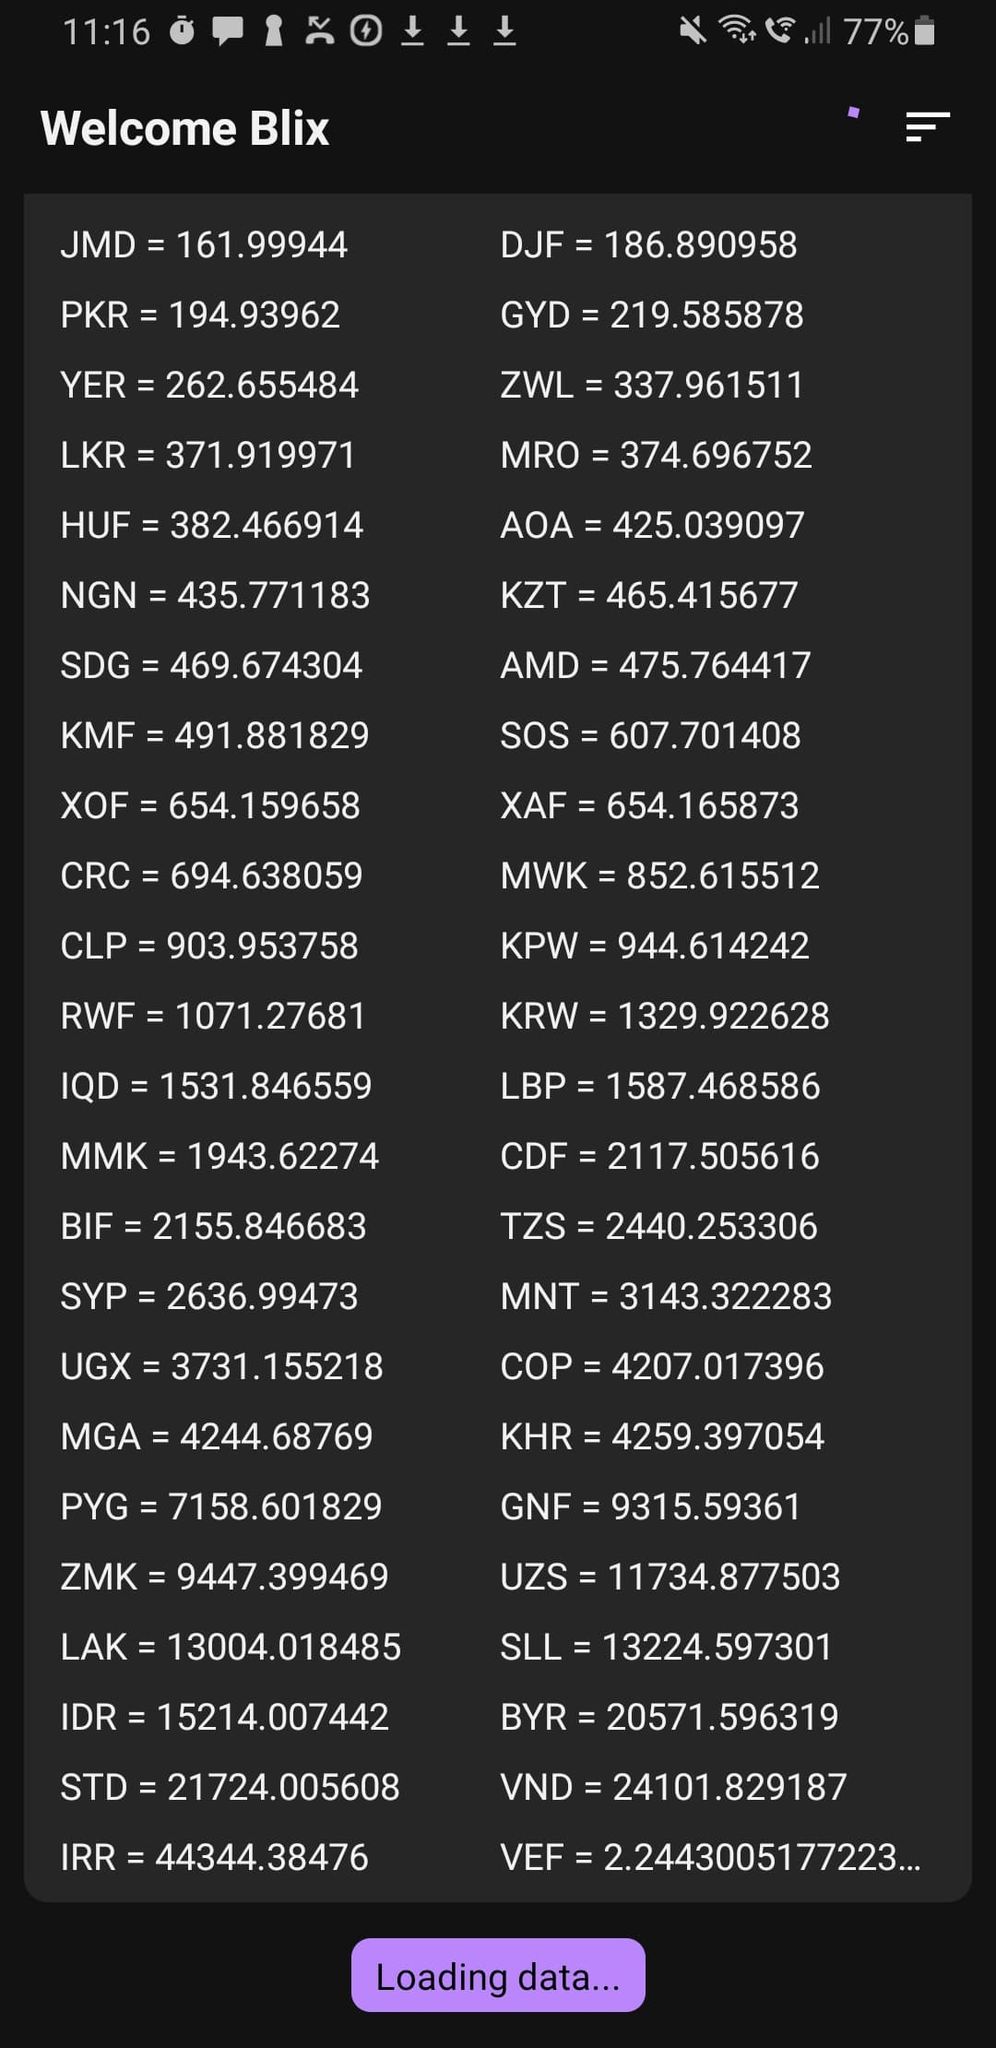 11:16 77%
Welcome Blix
JMD = 161.99944 DJF = 186.890958
PKR = 194.93962 GYD = 219.585878
YER = 262.655484 ZWL = 337.961511
LKR = 371.919971 MRO = 374.696752
HUF = 382.466914 AOA = 425.039097
NGN = 435.771183 KZT = 465.415677
SDG = 469.674304 AMD = 475.764417
KMF = 491.881829 SOS = 607.701408
XOF = 654.159658 XAF = 654.165873
CRC = 694.638059 MWK = 852.615512
CLP = 903.953758 KPW = 944.614242
RWF = 1071.27681 KRW = 1329.922628
IQD = 1531.846559 LBP = 1587.468586
MMK = 1943.62274 CDF = 2117.505616
BIF = 2155.846683 TZS = 2440.253306
SYP = 2636.99473 MNT = 3143.322283
UGX = 3731.155218 COP = 4207.017396
MGA = 4244.68769 KHR = 4259.397054
PYG = 7158.601829 GNF = 9315.59361
ZMK = 9447.399469 UZS = 11734.877503
LAK = 13004.018485 SLL = 13224.597301
IDR = 15214.007442 BYR = 20571.596319
STD = 21724.005608 VND = 24101.829187
IRR = 44344.38476 VEF = 2.2443005177223...
Loading data...